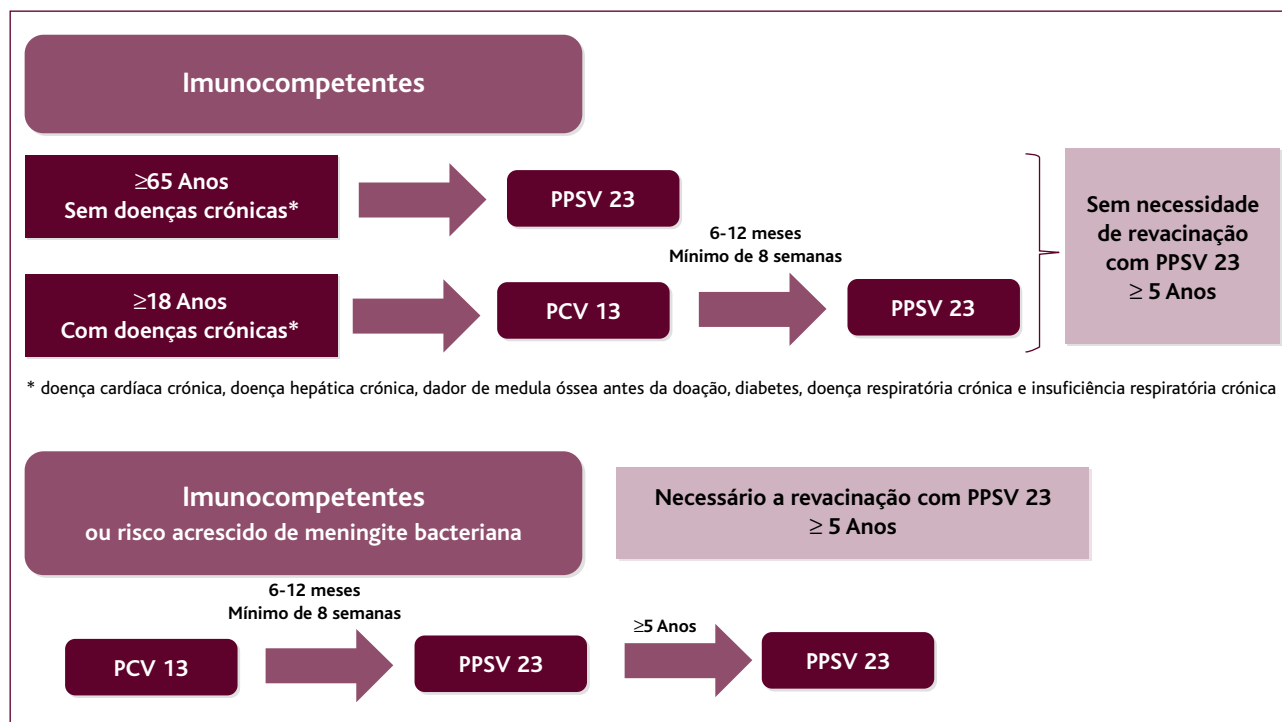 Imunocompetentes
≥65 Anos
Sem doenças crónicas*
PPSV 23
≥18 Anos
Com doenças crónicas*
PCV 13
6-12 meses
Mínimo de 8 semanas
PPSV 23
Sem necessidade
de revacinação
com PPSV 23
≥ 5 Anos
* doença cardíaca crónica, doença hepática crónica, dador de medula óssea antes da doação, diabetes, doença respiratória crónica e insuficiência respiratória crónica
Imunocompetentes
ou risco acrescido de meningite bacteriana
Necessário a revacinação com PPSV 23
≥ 5 Anos
PCV 13
6-12 meses
Mínimo de 8 semanas
PPSV 23
≥5 Anos
PPSV 23